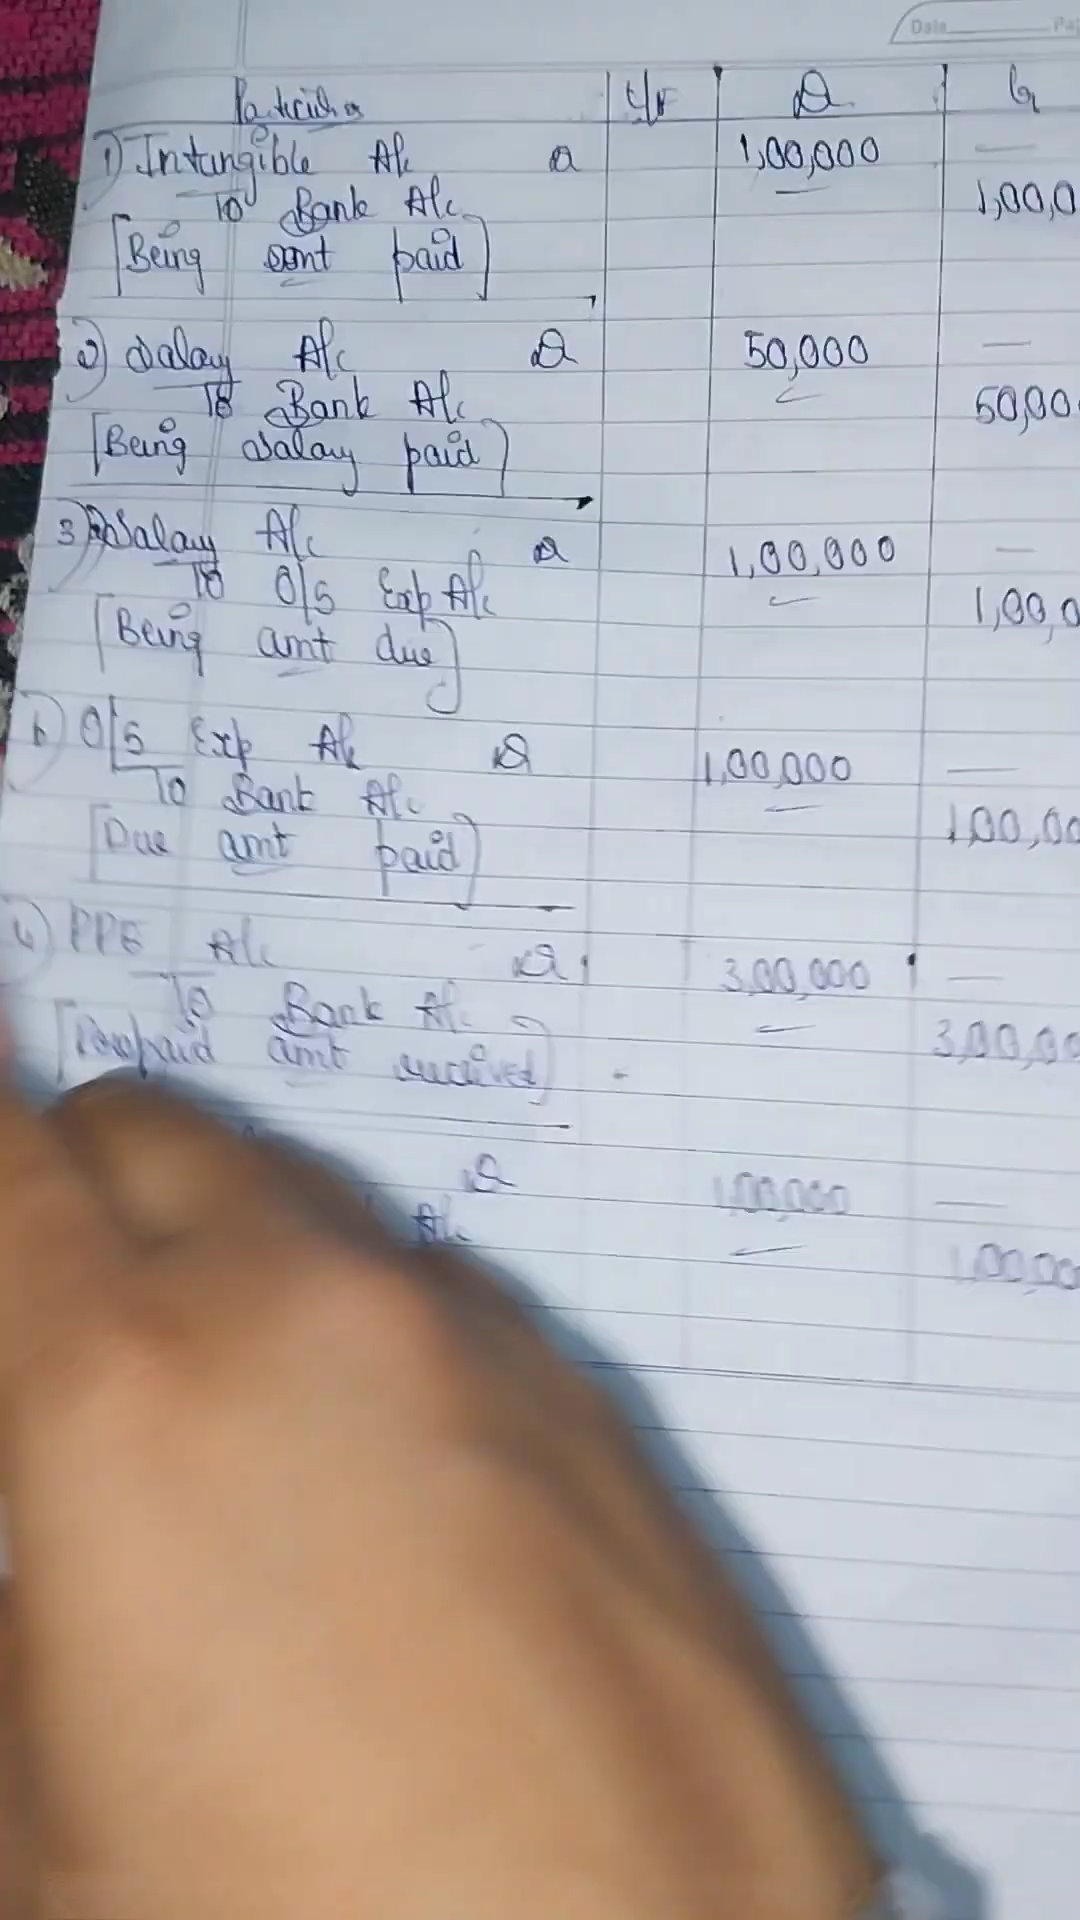 Date Pa
Particulars L/F Dr Cr
1) Intangible A/c Dr 1,00,000 —
To Bank A/c 1,00,0
[Being amt paid]
2) Salary A/c Dr 50,000 —
To Bank A/c 50,00
[Being Salary paid]
3) Salary A/c Dr 1,00,000 —
To O/S Exp A/c 1,00,0
[Being amt due]
b) O/S Exp A/c Dr 1,00,000 —
To Bank A/c 1,00,00
[Due amt paid]
4) PPE A/c Dr 3,00,000 —
To Bank A/c 3,00,00
[Prepaid amt received]
Dr 1,00,000 —
A/c 1,00,00